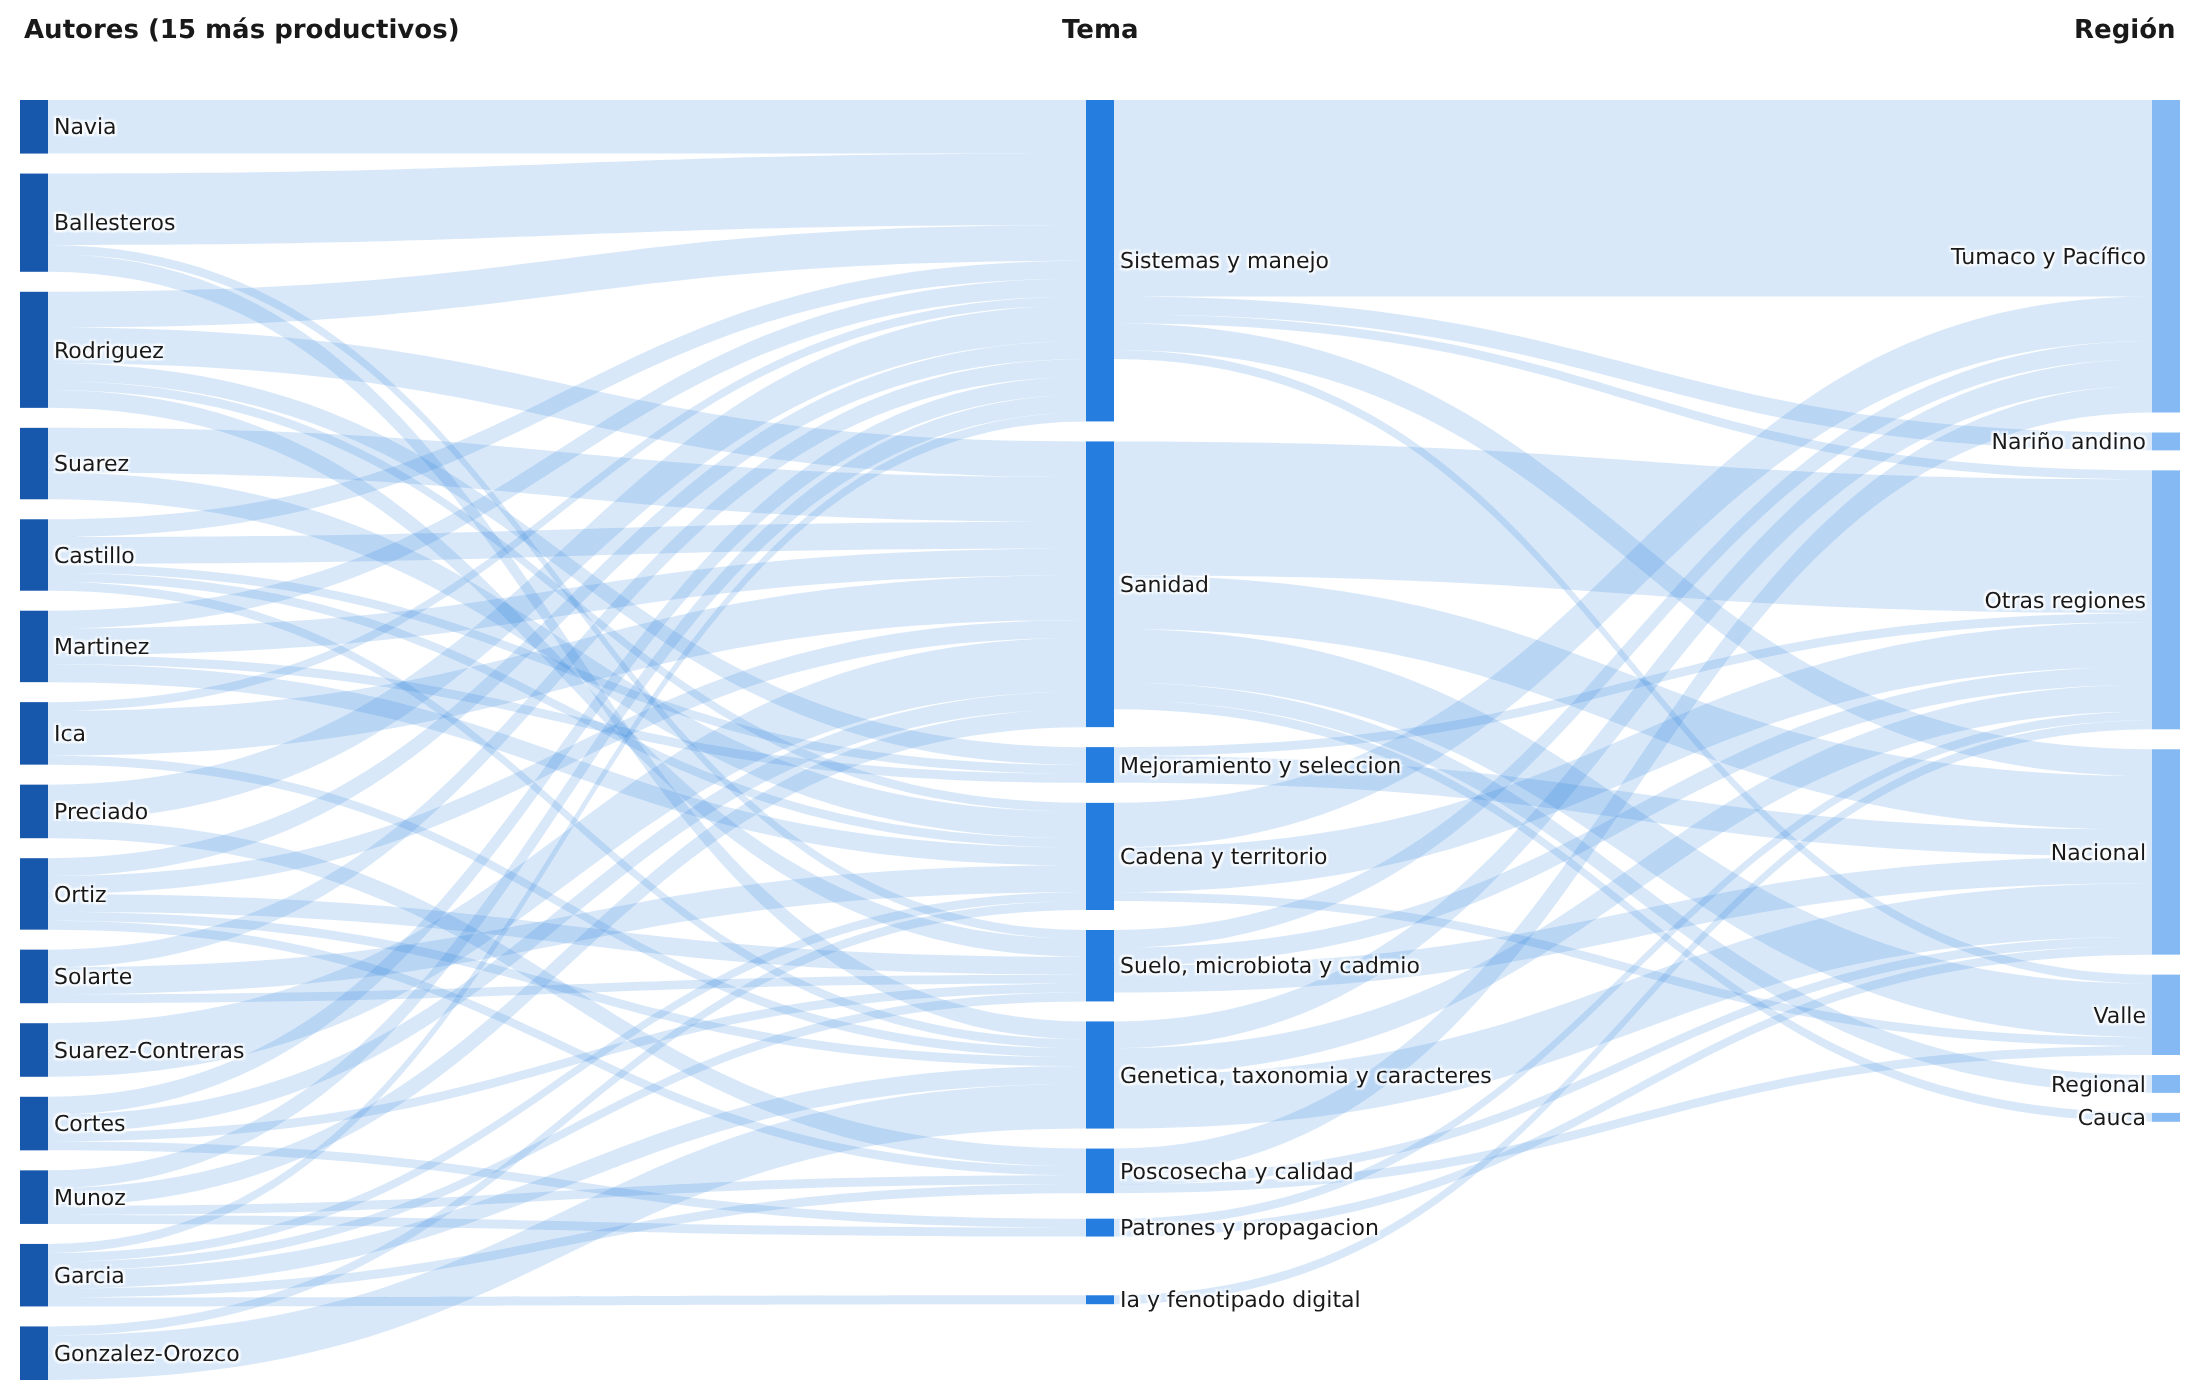 Autores (15 más productivos)
Tema
Región
Navia
Ballesteros
Rodriguez
Suarez
Castillo
Martinez
Ica
Preciado
Ortiz
Solarte
Suarez-Contreras
Cortes
Munoz
Garcia
Gonzalez-Orozco
Sistemas y manejo
Sanidad
Mejoramiento y seleccion
Cadena y territorio
Suelo, microbiota y cadmio
Genetica, taxonomia y caracteres
Poscosecha y calidad
Patrones y propagacion
Ia y fenotipado digital
Tumaco y Pacífico
Nariño andino
Otras regiones
Nacional
Valle
Regional
Cauca